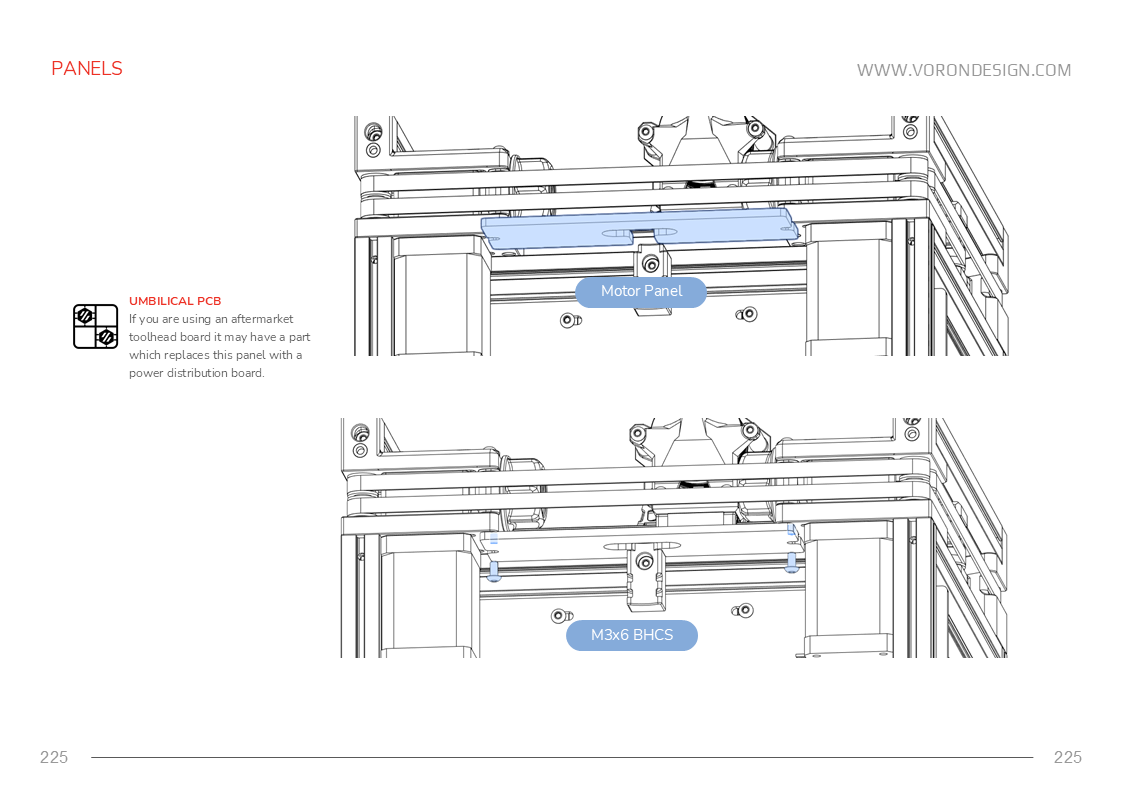 PANELS
WWW.VORONDESIGN.COM
Motor Panel
UMBILICAL PCB
If you are using an aftermarket
toolhead board it may have a part
which replaces this panel with a
power distribution board.
M3x6 BHCS
225
225